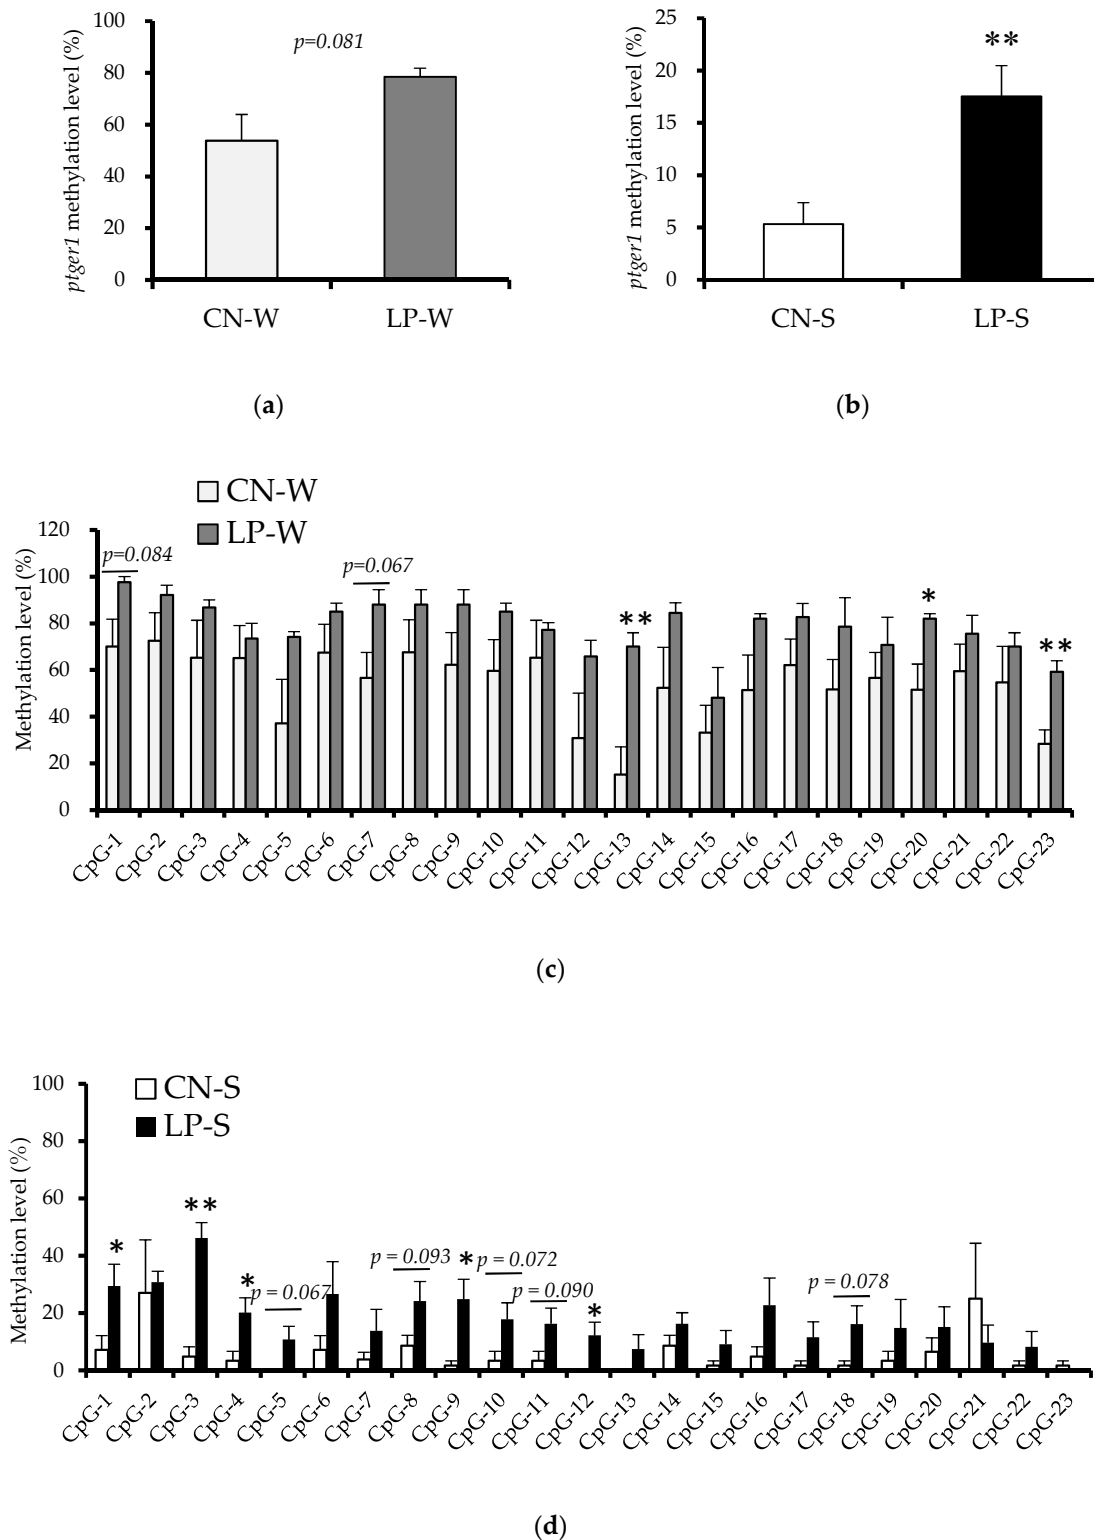 ptger1 methylation level (%)
100
80
60
40
20
0
p=0.081
CN-W
LP-W
(a)
ptger1 methylation level (%)
25
20
15
10
5
0
**
CN-S
LP-S
(b)
CN-W
LP-W
Methylation level (%)
120
100
80
60
40
20
0
p=0.084
p=0.067
**
*
**
CpG-1
CpG-2
CpG-3
CpG-4
CpG-5
CpG-6
CpG-7
CpG-8
CpG-9
CpG-10
CpG-11
CpG-12
CpG-13
CpG-14
CpG-15
CpG-16
CpG-17
CpG-18
CpG-19
CpG-20
CpG-21
CpG-22
CpG-23
(c)
CN-S
LP-S
Methylation level (%)
100
80
60
40
20
0
*
**
*
p = 0.067
p = 0.093
*
p = 0.072
p = 0.090
*
p = 0.078
CpG-1
CpG-2
CpG-3
CpG-4
CpG-5
CpG-6
CpG-7
CpG-8
CpG-9
CpG-10
CpG-11
CpG-12
CpG-13
CpG-14
CpG-15
CpG-16
CpG-17
CpG-18
CpG-19
CpG-20
CpG-21
CpG-22
CpG-23
(d)